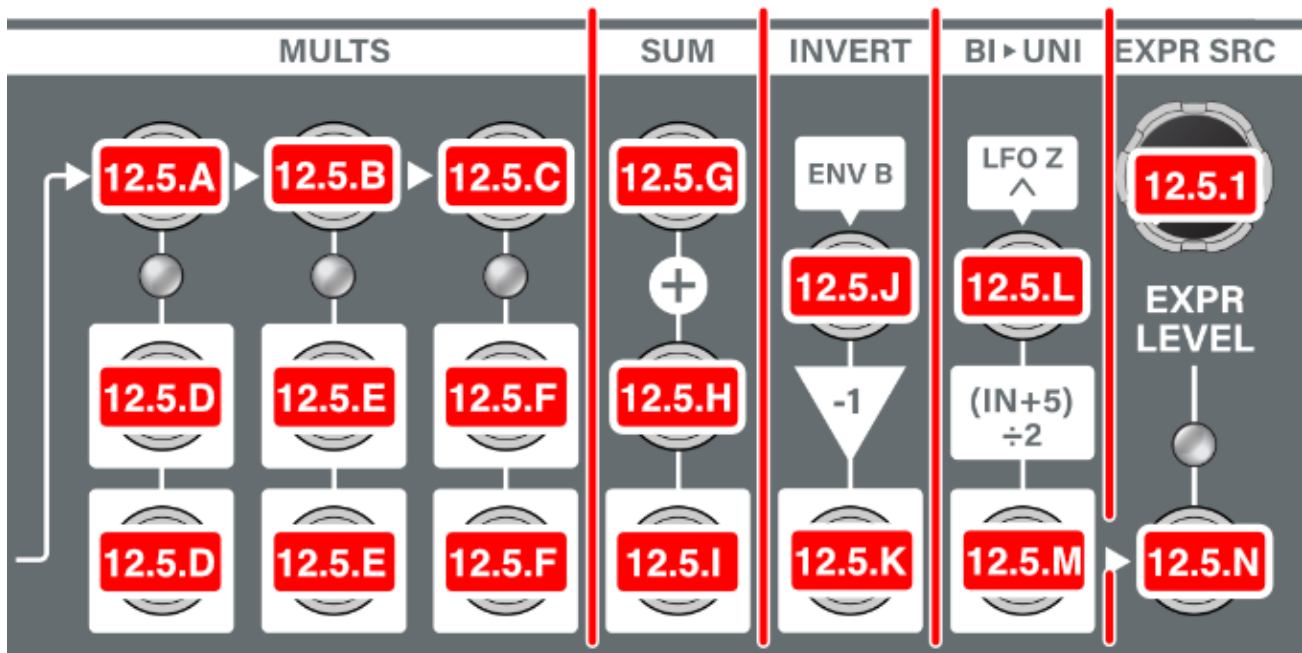 MULTS SUM INVERT BI▸UNI EXPR SRC
12.5.A 12.5.B 12.5.C 12.5.G ENV B LFO Z 12.5.1
12.5.J 12.5.L
+
EXPR
LEVEL
12.5.D 12.5.E 12.5.F 12.5.H -1 (IN+5)
÷2
12.5.D 12.5.E 12.5.F 12.5.I 12.5.K 12.5.M 12.5.N